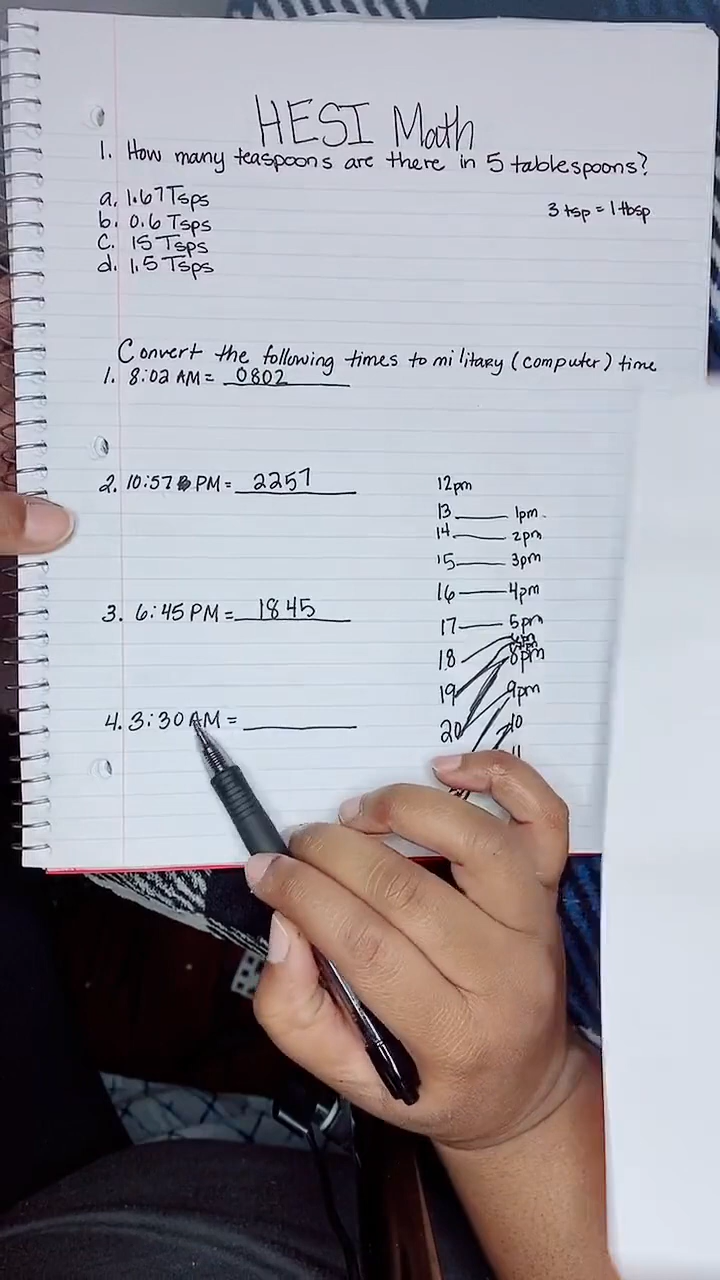 HESI Math
1. How many teaspoons are there in 5 tablespoons?
a. 1.67 Tsps
3 tsp = 1 tbsp
b. 0.6 Tsps
c. 15 Tsps
d. 1.5 Tsps
Convert the following times to military (computer) time
1. 8:02 AM = 0802
2. 10:57 PM = 2257
12pm
13 1pm
14 2pm
15 3pm
16 4pm
3. 6:45 PM = 1845
17 5pm
18
8pm
19 9pm
4. 3:30 AM =
20 10
11